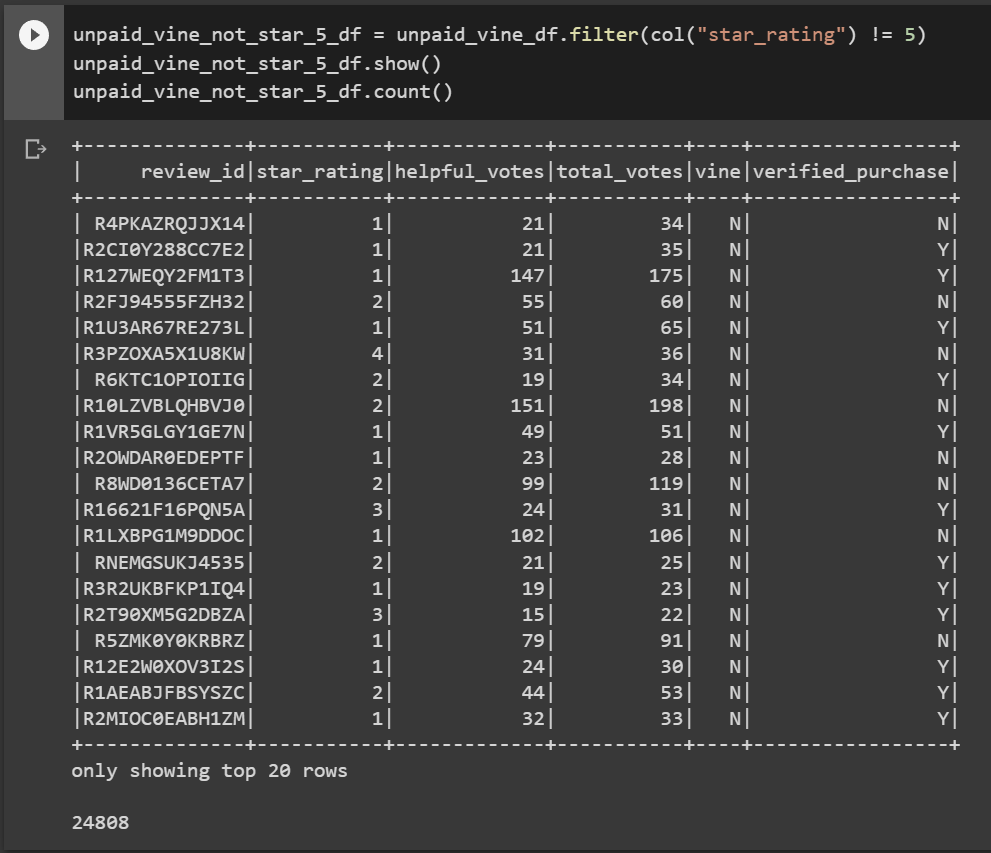 unpaid_vine_not_star_5_df = unpaid_vine_df.filter(col("star_rating") != 5)
unpaid_vine_not_star_5_df.show()
unpaid_vine_not_star_5_df.count()
+--------------+-----------+-------------+-----------+----+-----------------+
|     review_id|star_rating|helpful_votes|total_votes|vine|verified_purchase|
+--------------+-----------+-------------+-----------+----+-----------------+
| R4PKAZRQJJX14|          1|           21|         34|   N|                N|
|R2CI0Y288CC7E2|          1|           21|         35|   N|                Y|
|R127WEQY2FM1T3|          1|          147|        175|   N|                Y|
|R2FJ94555FZH32|          2|           55|         60|   N|                N|
|R1U3AR67RE273L|          1|           51|         65|   N|                Y|
|R3PZOXA5X1U8KW|          4|           31|         36|   N|                N|
| R6KTC1OPIOIIG|          2|           19|         34|   N|                Y|
|R10LZVBLQHBVJ0|          2|          151|        198|   N|                N|
|R1VR5GLGY1GE7N|          1|           49|         51|   N|                Y|
|R2OWDAR0EDEPTF|          1|           23|         28|   N|                N|
| R8WD0136CETA7|          2|           99|        119|   N|                N|
|R16621F16PQN5A|          3|           24|         31|   N|                Y|
|R1LXBPG1M9DDOC|          1|          102|        106|   N|                N|
| RNEMGSUKJ4535|          2|           21|         25|   N|                Y|
|R3R2UKBFKP1IQ4|          1|           19|         23|   N|                Y|
|R2T90XM5G2DBZA|          3|           15|         22|   N|                Y|
| R5ZMK0Y0KRBRZ|          1|           79|         91|   N|                N|
|R12E2W0XOV3I2S|          1|           24|         30|   N|                Y|
|R1AEABJFBSYSZC|          2|           44|         53|   N|                Y|
|R2MIOC0EABH1ZM|          1|           32|         33|   N|                Y|
+--------------+-----------+-------------+-----------+----+-----------------+
only showing top 20 rows
24808